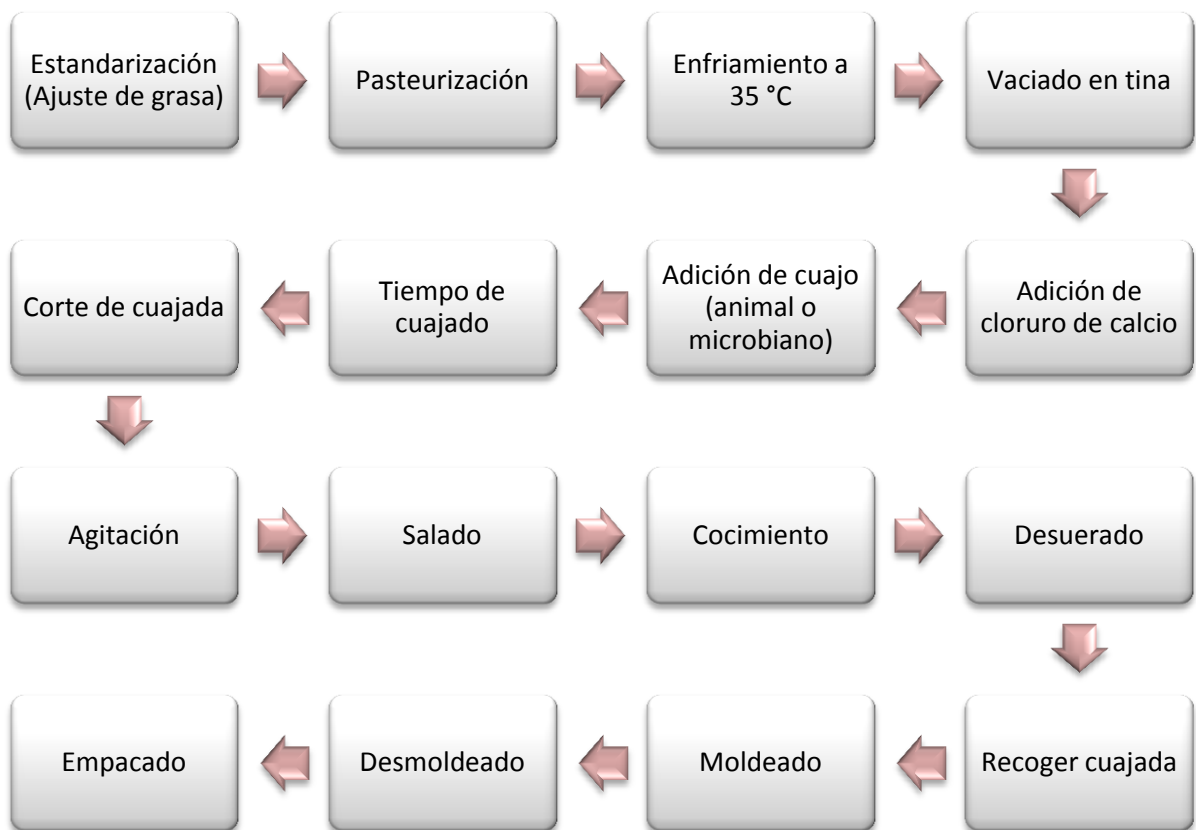 Estandarización
(Ajuste de grasa)
Pasteurización
Enfriamiento a
35 °C
Vaciado en tina
Adición de
cloruro de calcio
Adición de cuajo
(animal o
microbiano)
Tiempo de
cuajado
Corte de cuajada
Agitación
Salado
Cocimiento
Desuerado
Recoger cuajada
Moldeado
Desmoldeado
Empacado